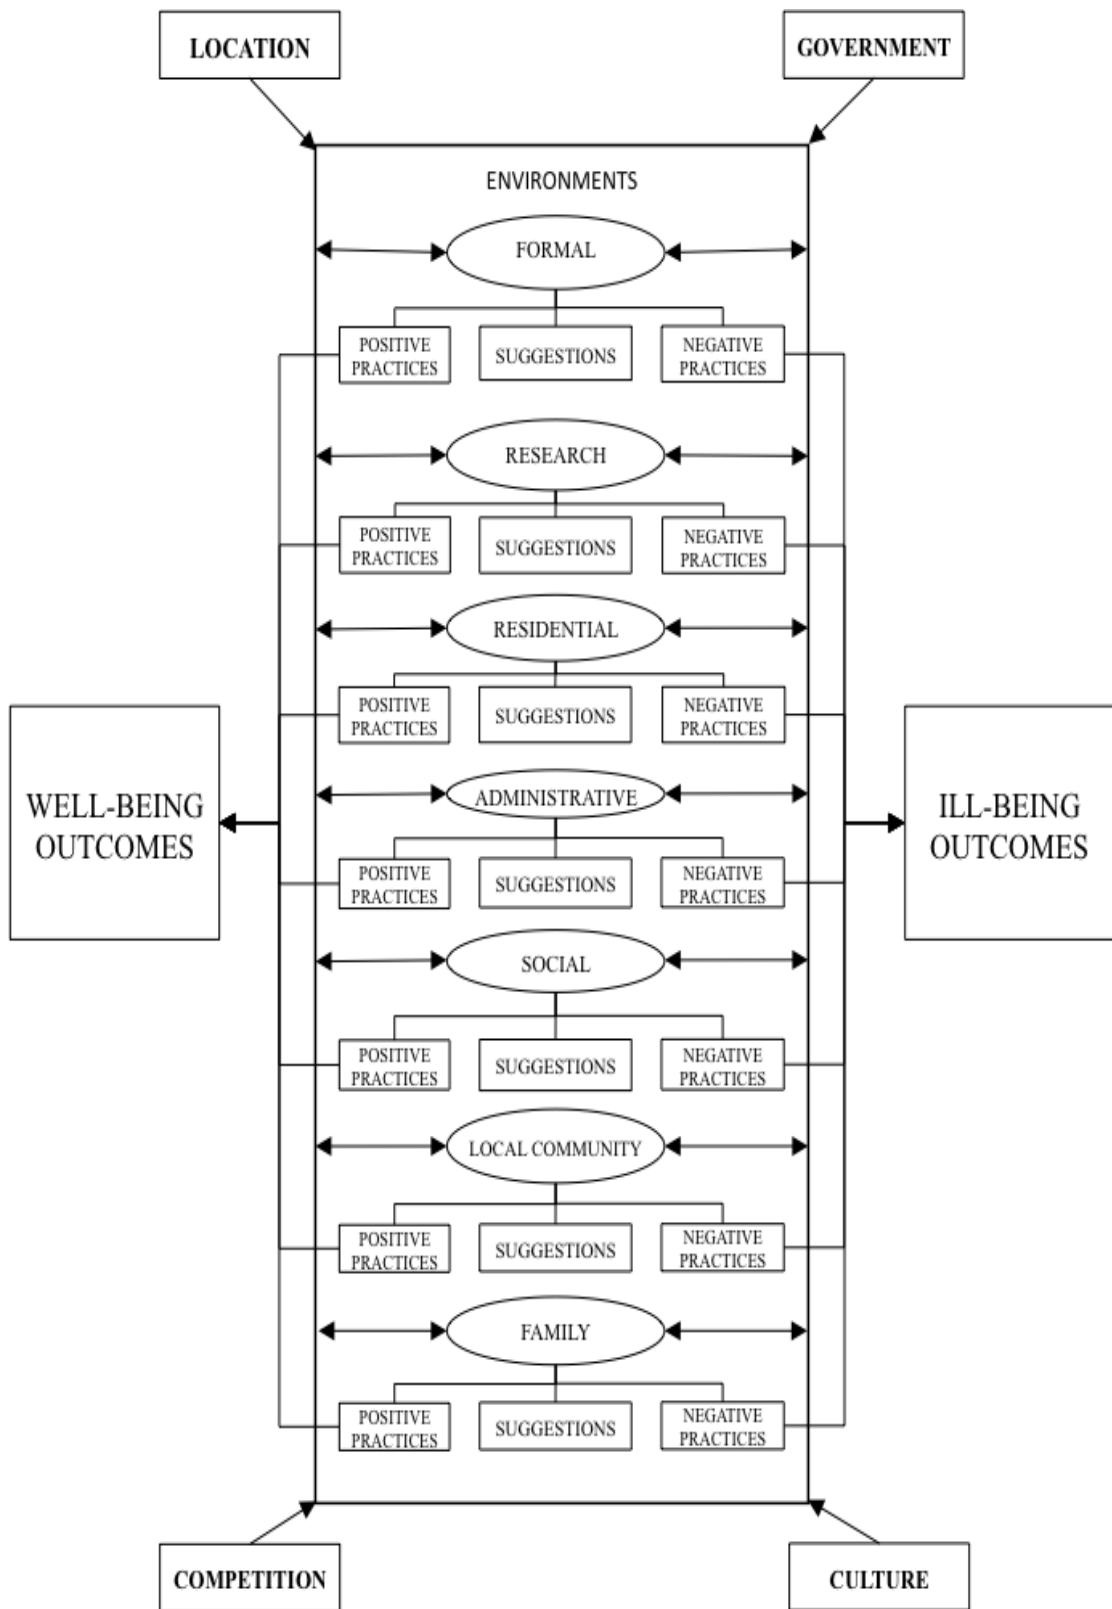 LOCATION
GOVERNMENT
ENVIRONMENTS
FORMAL
POSITIVE
PRACTICES
SUGGESTIONS
NEGATIVE
PRACTICES
RESEARCH
POSITIVE
PRACTICES
SUGGESTIONS
NEGATIVE
PRACTICES
RESIDENTIAL
POSITIVE
PRACTICES
SUGGESTIONS
NEGATIVE
PRACTICES
WELL-BEING
OUTCOMES
ILL-BEING
OUTCOMES
ADMINISTRATIVE
POSITIVE
PRACTICES
SUGGESTIONS
NEGATIVE
PRACTICES
SOCIAL
POSITIVE
PRACTICES
SUGGESTIONS
NEGATIVE
PRACTICES
LOCAL COMMUNITY
POSITIVE
PRACTICES
SUGGESTIONS
NEGATIVE
PRACTICES
FAMILY
POSITIVE
PRACTICES
SUGGESTIONS
NEGATIVE
PRACTICES
COMPETITION
CULTURE